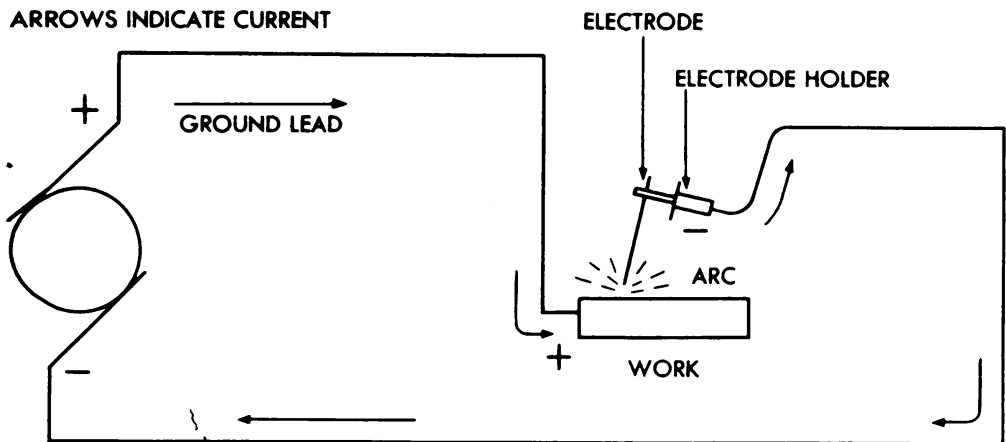 ARROWS INDICATE CURRENT
ELECTRODE
ELECTRODE HOLDER
+
GROUND LEAD
−
ARC
+
WORK
−